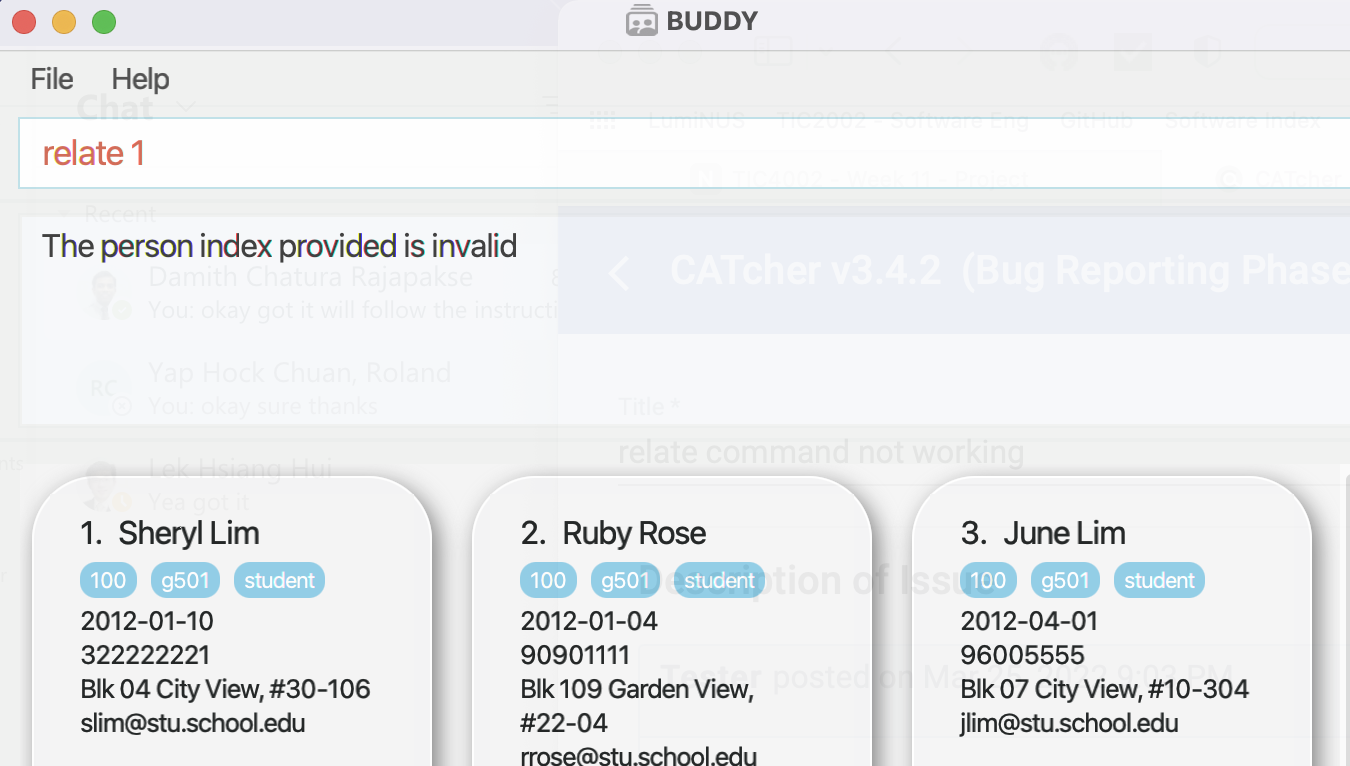 BUDDY
File Help
Chat
LumiNUS TIC2002 - Software Eng GitHub Software Index
relate 1
TIC4002 - Week 11 - Project CATcher
Recent
The person index provided is invalid
CATcher v3.4.2 (Bug Reporting Phase
Damith Chatura Rajapakse
You: okay got it will follow the instructi
Yap Hock Chuan, Roland
RC
You: okay sure thanks
Title *
relate command not working
Lek Hsiang Hui
Yea got it
1. Sheryl Lim
100 g501 student
2012-01-10
322222221
Blk 04 City View, #30-106
slim@stu.school.edu
2. Ruby Rose
100 g501 student
2012-01-04
90901111
Blk 109 Garden View,
#22-04
rrose@stu.school.edu
3. June Lim
100 g501 student
2012-04-01
96005555
Blk 07 City View, #10-304
jlim@stu.school.edu
Description of Issue
Tester posted on Mar 25, 2022 9:03 PM